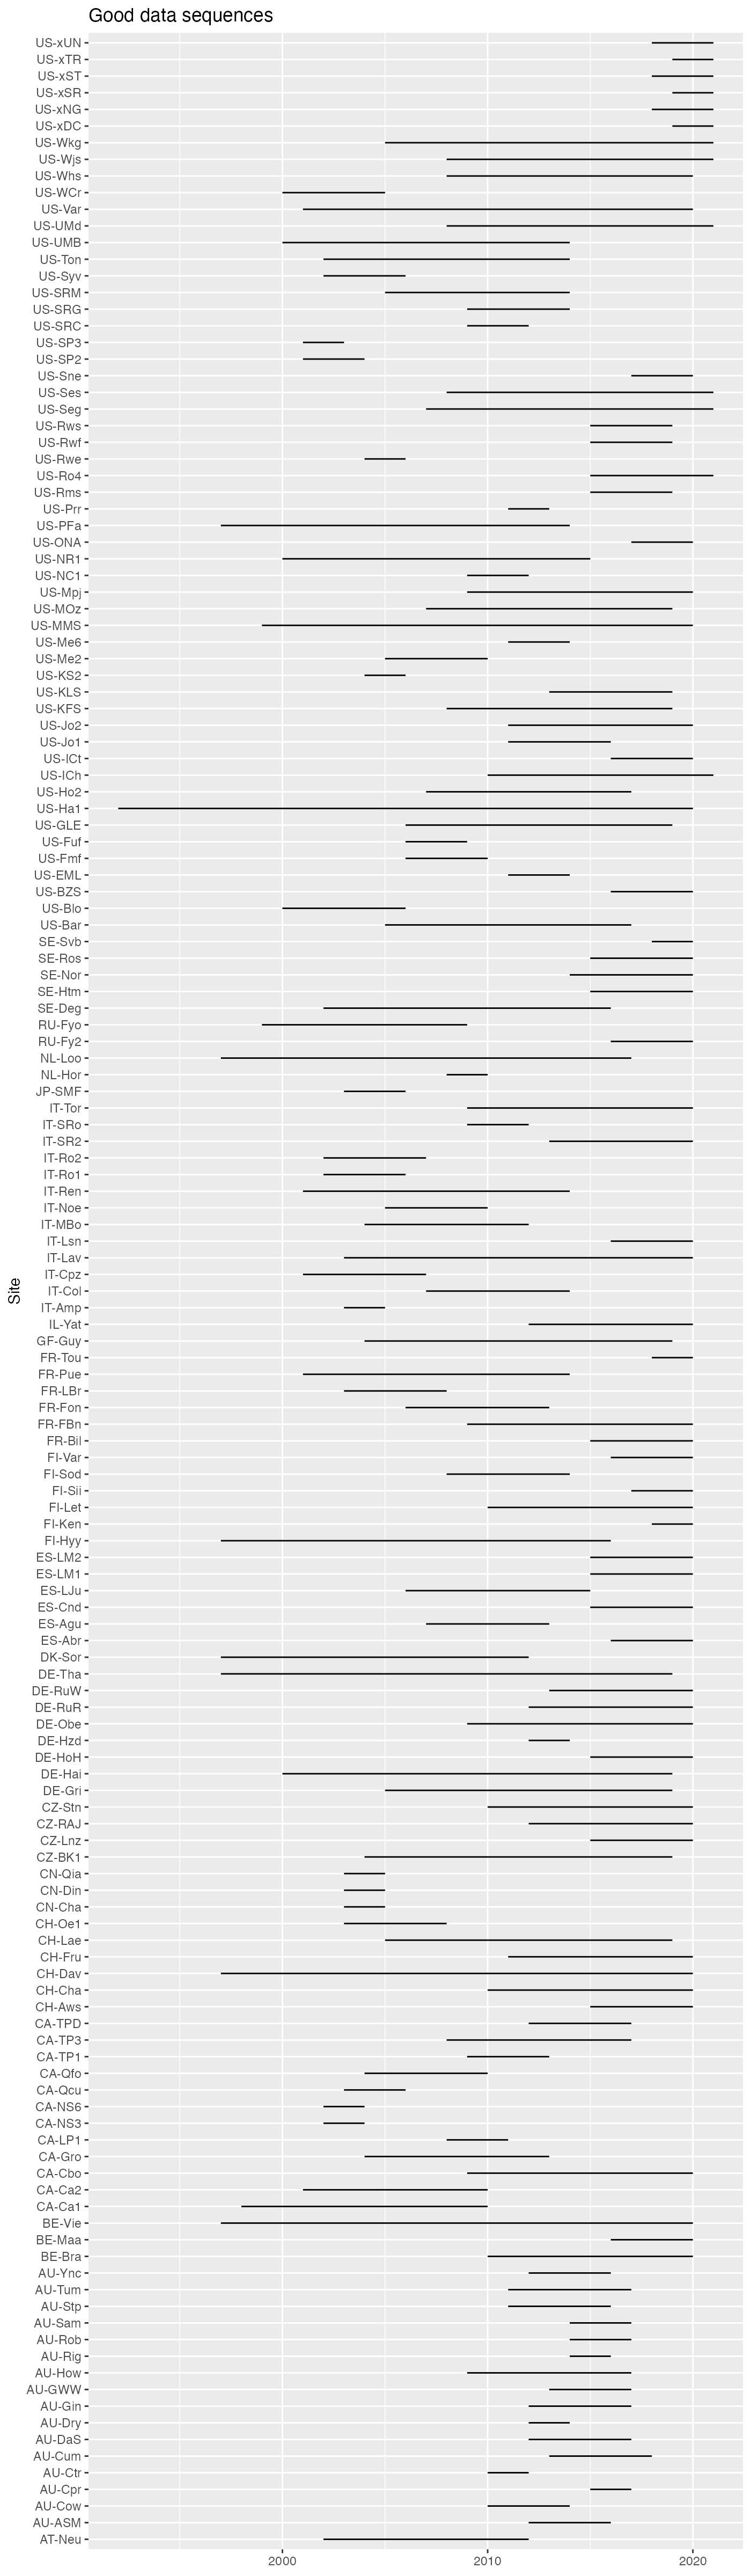 Good data sequences
US-xUN
US-xTR
US-xST
US-xSR
US-xNG
US-xDC
US-Wkg
US-Wjs
US-Whs
US-WCr
US-Var
US-UMd
US-UMB
US-Ton
US-Syv
US-SRM
US-SRG
US-SRC
US-SP3
US-SP2
US-Sne
US-Ses
US-Seg
US-Rws
US-Rwf
US-Rwe
US-Ro4
US-Rms
US-Prr
US-PFa
US-ONA
US-NR1
US-NC1
US-Mpj
US-MOz
US-MMS
US-Me6
US-Me2
US-KS2
US-KLS
US-KFS
US-Jo2
US-Jo1
US-ICt
US-ICh
US-Ho2
US-Ha1
US-GLE
US-Fuf
US-Fmf
US-EML
US-BZS
US-Blo
US-Bar
SE-Svb
SE-Ros
SE-Nor
SE-Htm
SE-Deg
RU-Fyo
RU-Fy2
NL-Loo
NL-Hor
JP-SMF
IT-Tor
IT-SRo
IT-SR2
IT-Ro2
IT-Ro1
IT-Ren
IT-Noe
IT-MBo
IT-Lsn
IT-Lav
IT-Cpz
IT-Col
IT-Amp
IL-Yat
GF-Guy
FR-Tou
FR-Pue
FR-LBr
FR-Fon
FR-FBn
FR-Bil
FI-Var
FI-Sod
FI-Sii
FI-Let
FI-Ken
FI-Hyy
ES-LM2
ES-LM1
ES-LJu
ES-Cnd
ES-Agu
ES-Abr
DK-Sor
DE-Tha
DE-RuW
DE-RuR
DE-Obe
DE-Hzd
DE-HoH
DE-Hai
DE-Gri
CZ-Stn
CZ-RAJ
CZ-Lnz
CZ-BK1
CN-Qia
CN-Din
CN-Cha
CH-Oe1
CH-Lae
CH-Fru
CH-Dav
CH-Cha
CH-Aws
CA-TPD
CA-TP3
CA-TP1
CA-Qfo
CA-Qcu
CA-NS6
CA-NS3
CA-LP1
CA-Gro
CA-Cbo
CA-Ca2
CA-Ca1
BE-Vie
BE-Maa
BE-Bra
AU-Ync
AU-Tum
AU-Stp
AU-Sam
AU-Rob
AU-Rig
AU-How
AU-GWW
AU-Gin
AU-Dry
AU-DaS
AU-Cum
AU-Ctr
AU-Cpr
AU-Cow
AU-ASM
AT-Neu
Site
2000 2010 2020